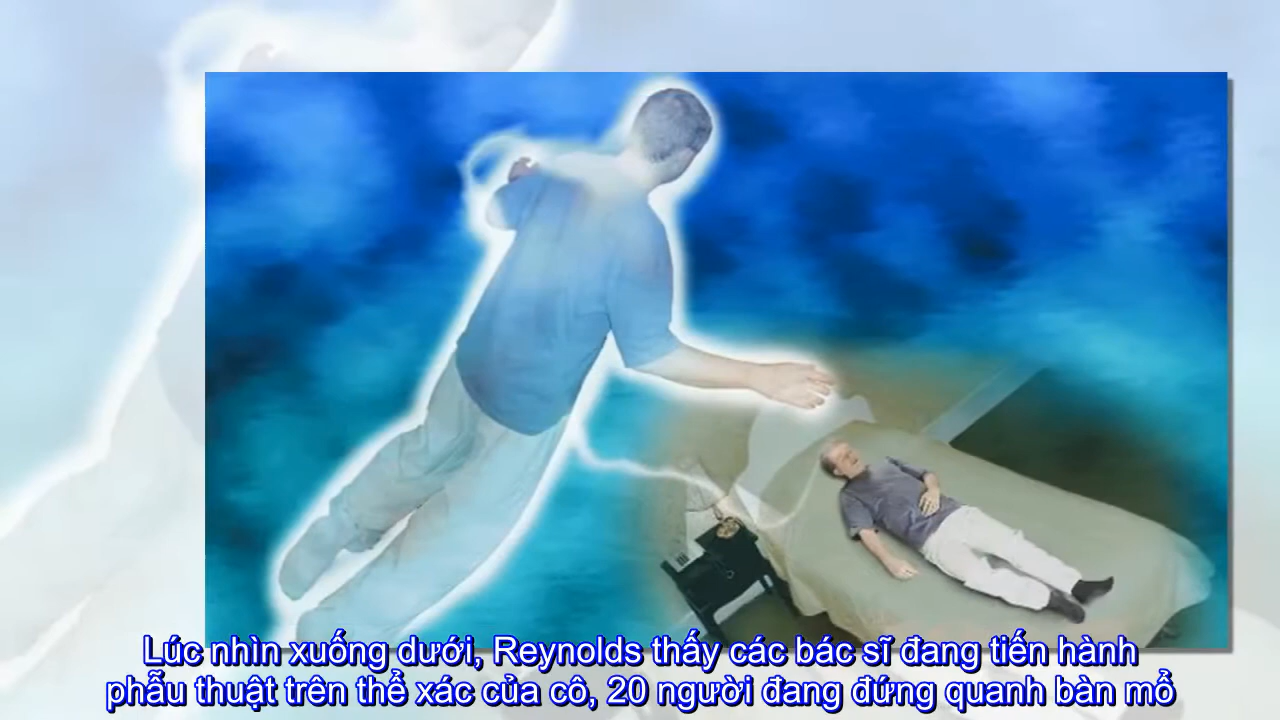 Lúc nhìn xuống dưới, Reynolds thấy các bác sĩ đang tiến hành
phẫu thuật trên thể xác của cô, 20 người đang đứng quanh bàn mổ